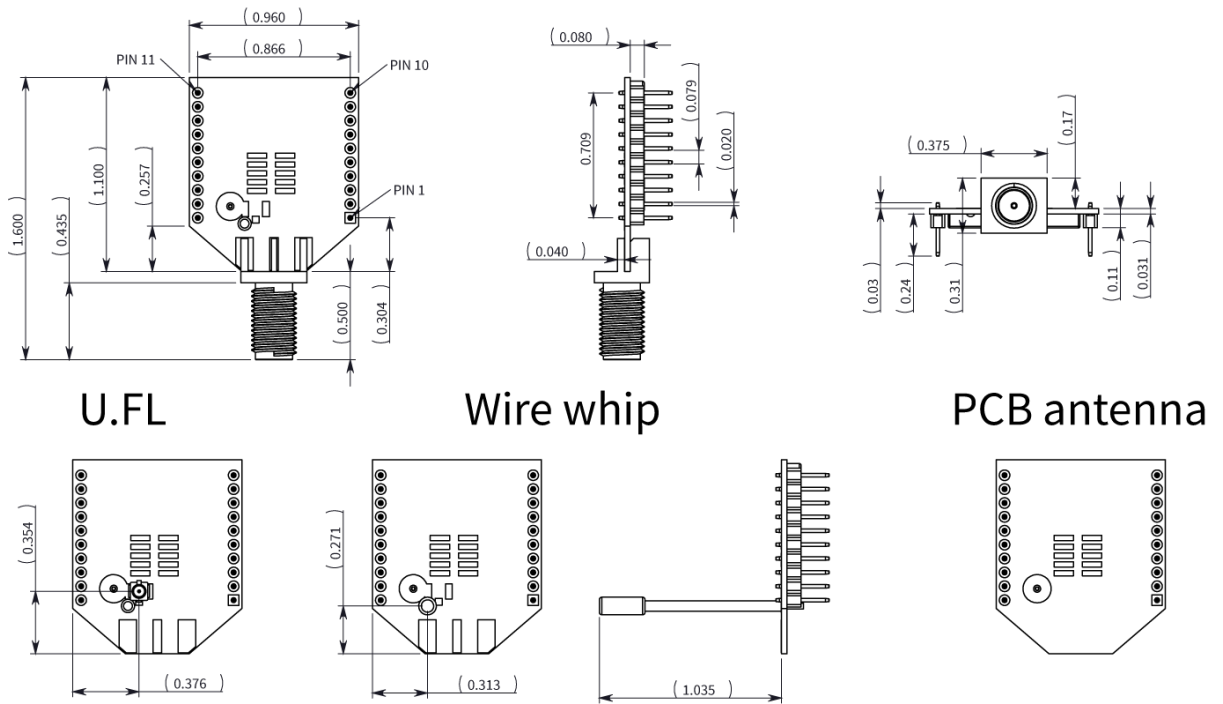 ( 0.960 )
( 0.866 )
PIN 11
PIN 10
( 1.100 )
( 0.257 )
PIN 1
( 1.600 )
( 0.435 )
( 0.500 )
( 0.304 )
( 0.080 )
( 0.079 )
0.709
( 0.020 )
( 0.040 )
( 0.17 )
( 0.375 )
( 0.03 )
( 0.24 )
( 0.31 )
( 0.11 )
( 0.031 )
U.FL
Wire whip
PCB antenna
( 0.354 )
( 0.376 )
( 0.271 )
( 0.313 )
( 1.035 )